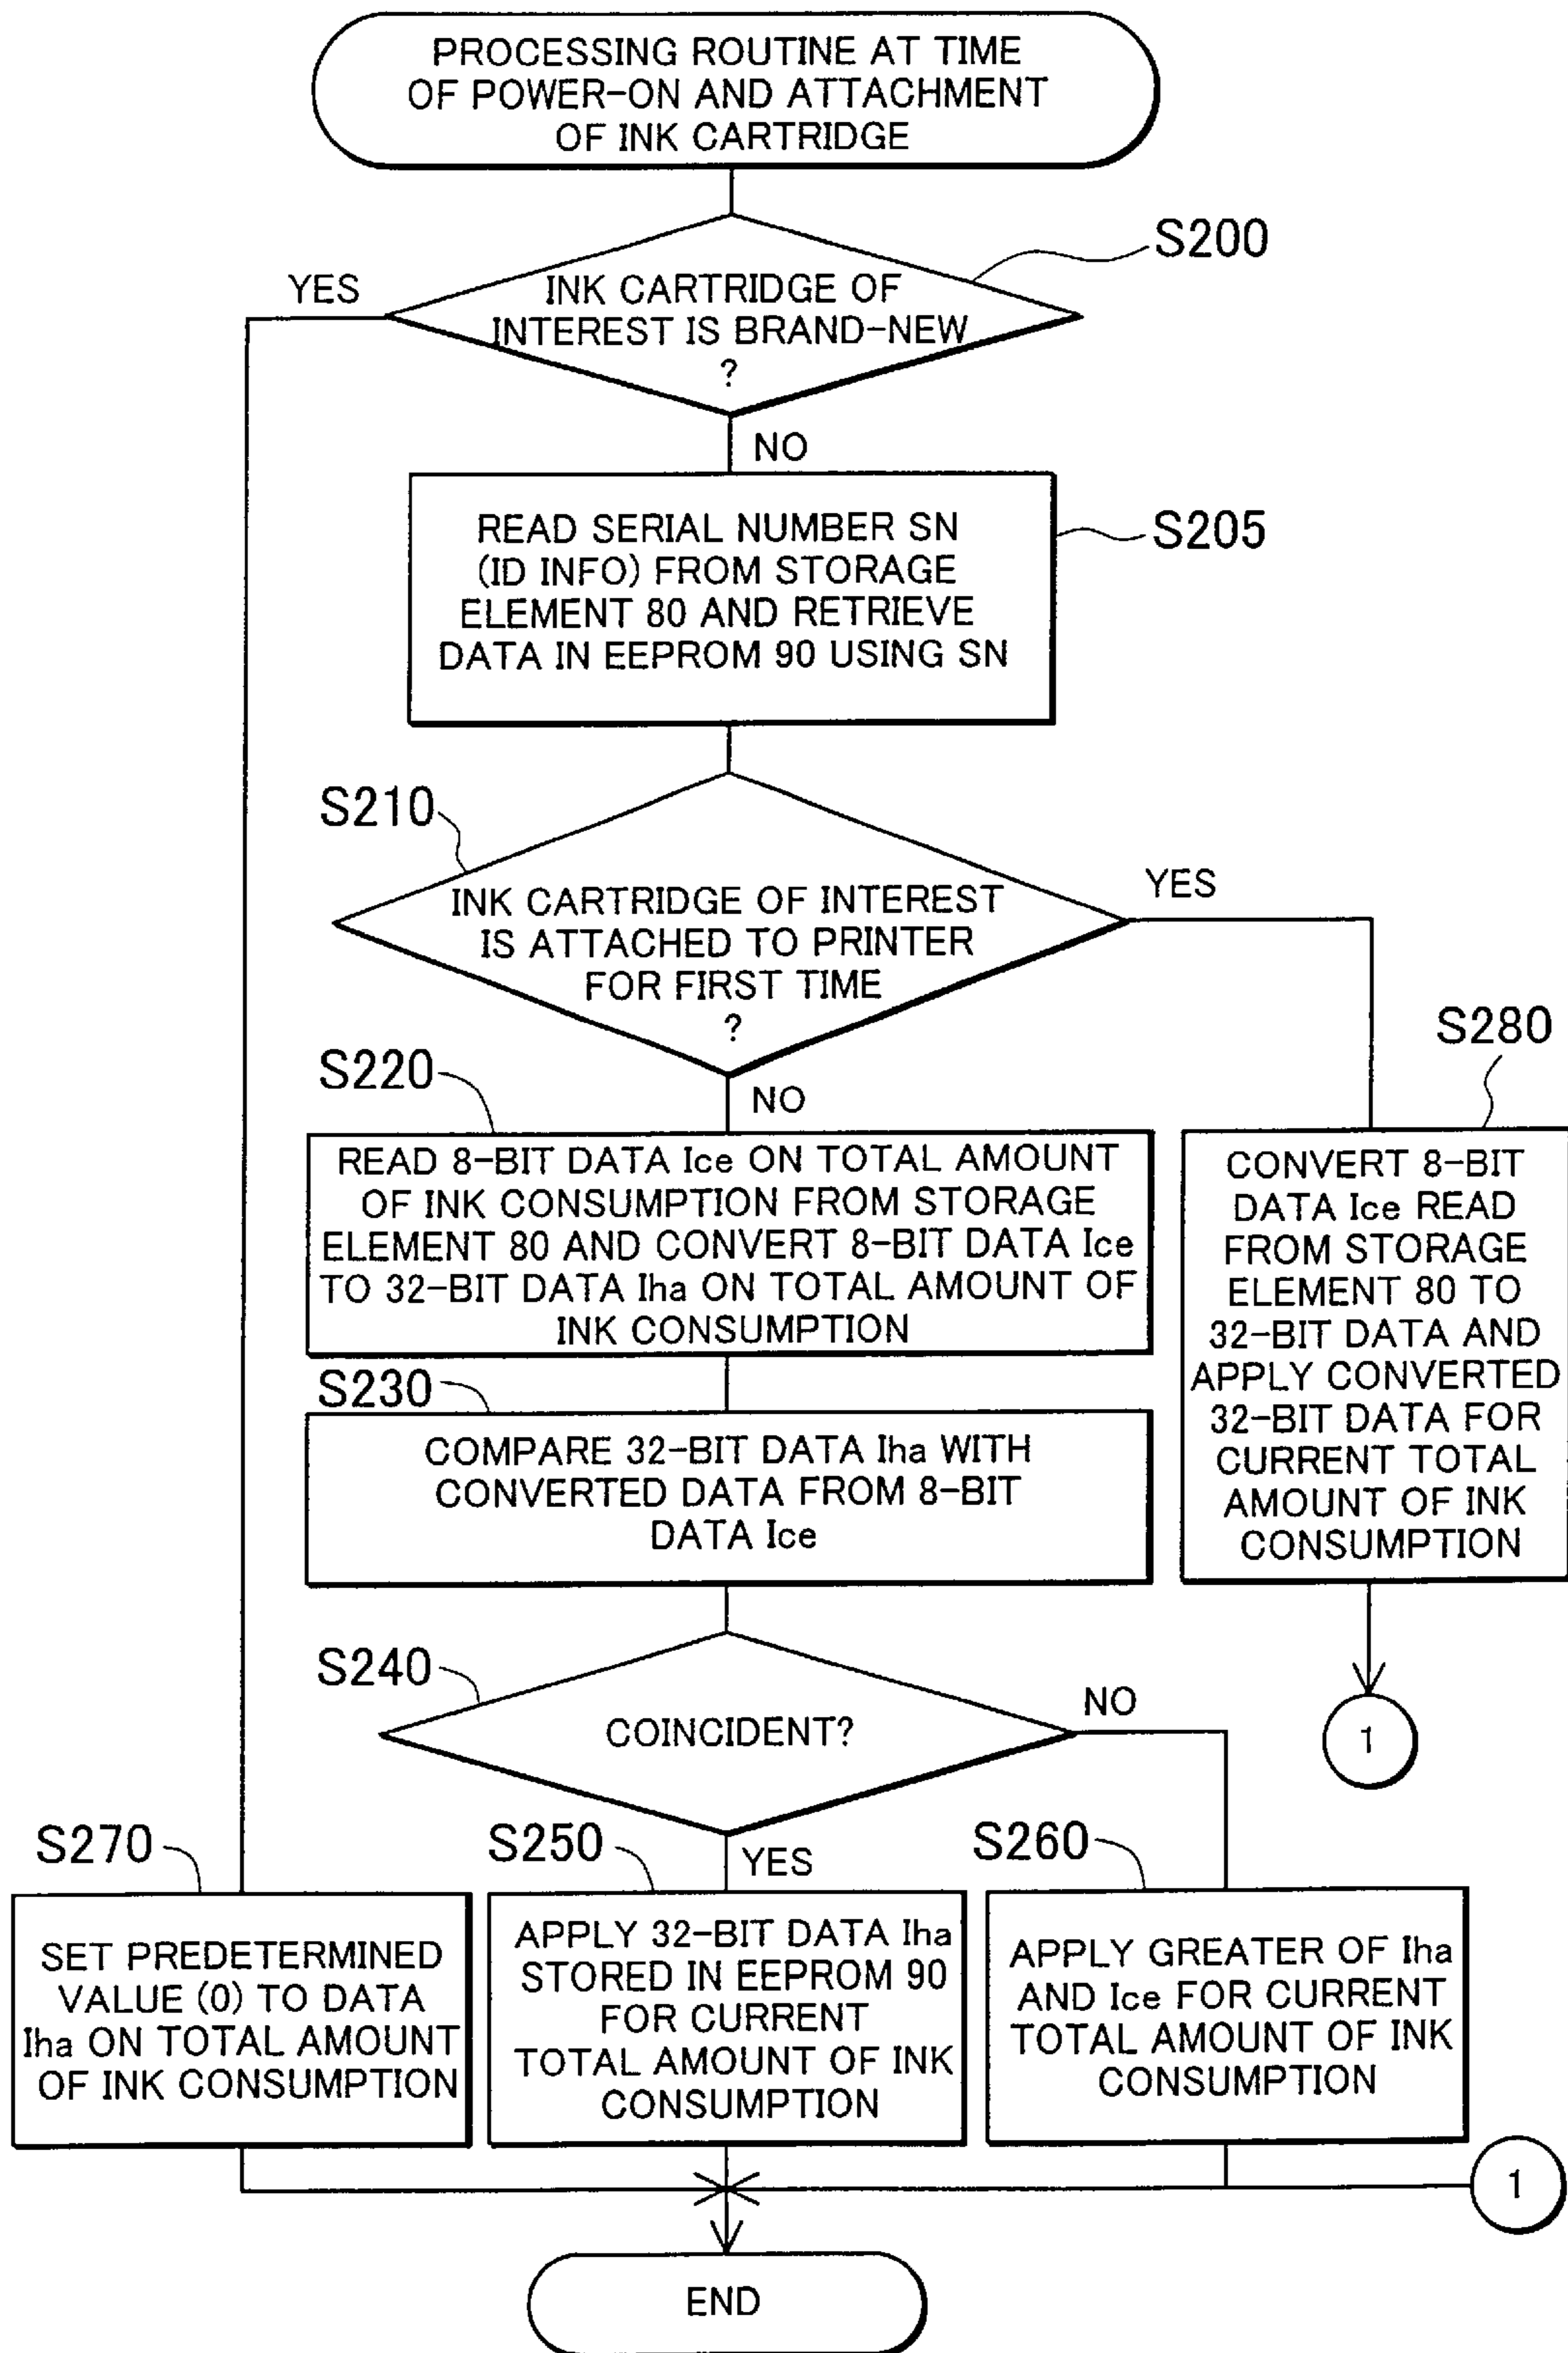 PROCESSING ROUTINE AT TIME
OF POWER-ON AND ATTACHMENT
OF INK CARTRIDGE
S200
YES
INK CARTRIDGE OF
INTEREST IS BRAND-NEW
?
NO
S205
READ SERIAL NUMBER SN
(ID INFO) FROM STORAGE
ELEMENT 80 AND RETRIEVE
DATA IN EEPROM 90 USING SN
S210
YES
INK CARTRIDGE OF INTEREST
IS ATTACHED TO PRINTER
FOR FIRST TIME
?
NO
S220
READ 8-BIT DATA Ice ON TOTAL AMOUNT
OF INK CONSUMPTION FROM STORAGE
ELEMENT 80 AND CONVERT 8-BIT DATA Ice
TO 32-BIT DATA Iha ON TOTAL AMOUNT OF
INK CONSUMPTION
S280
CONVERT 8-BIT
DATA Ice READ
FROM STORAGE
ELEMENT 80 TO
32-BIT DATA AND
APPLY CONVERTED
32-BIT DATA FOR
CURRENT TOTAL
AMOUNT OF INK
CONSUMPTION
1
S230
COMPARE 32-BIT DATA Iha WITH
CONVERTED DATA FROM 8-BIT
DATA Ice
S240
NO
COINCIDENT?
YES
S270
SET PREDETERMINED
VALUE (0) TO DATA
Iha ON TOTAL AMOUNT
OF INK CONSUMPTION
S250
APPLY 32-BIT DATA Iha
STORED IN EEPROM 90
FOR CURRENT
TOTAL AMOUNT OF INK
CONSUMPTION
S260
APPLY GREATER OF Iha
AND Ice FOR CURRENT
TOTAL AMOUNT OF INK
CONSUMPTION
1
END